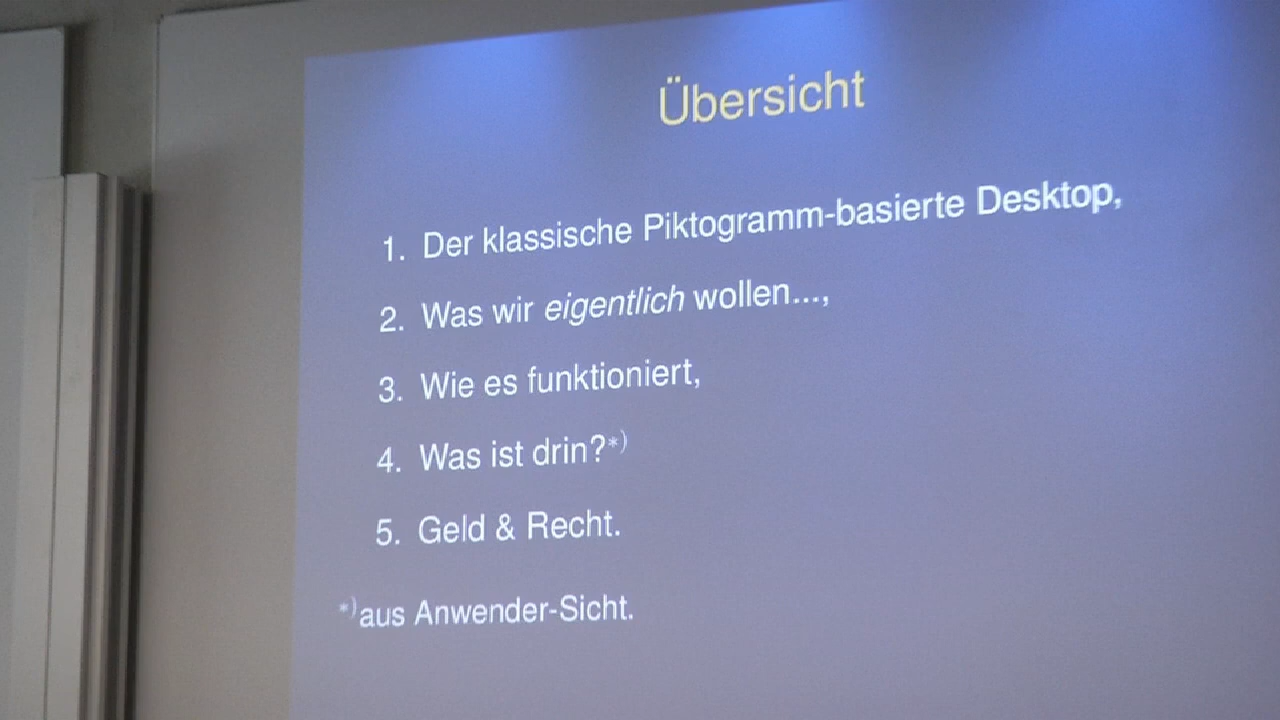 Übersicht
1. Der klassische Piktogramm-basierte Desktop,
2. Was wir eigentlich wollen...,
3. Wie es funktioniert,
4. Was ist drin?*)
5. Geld & Recht.
*)aus Anwender-Sicht.